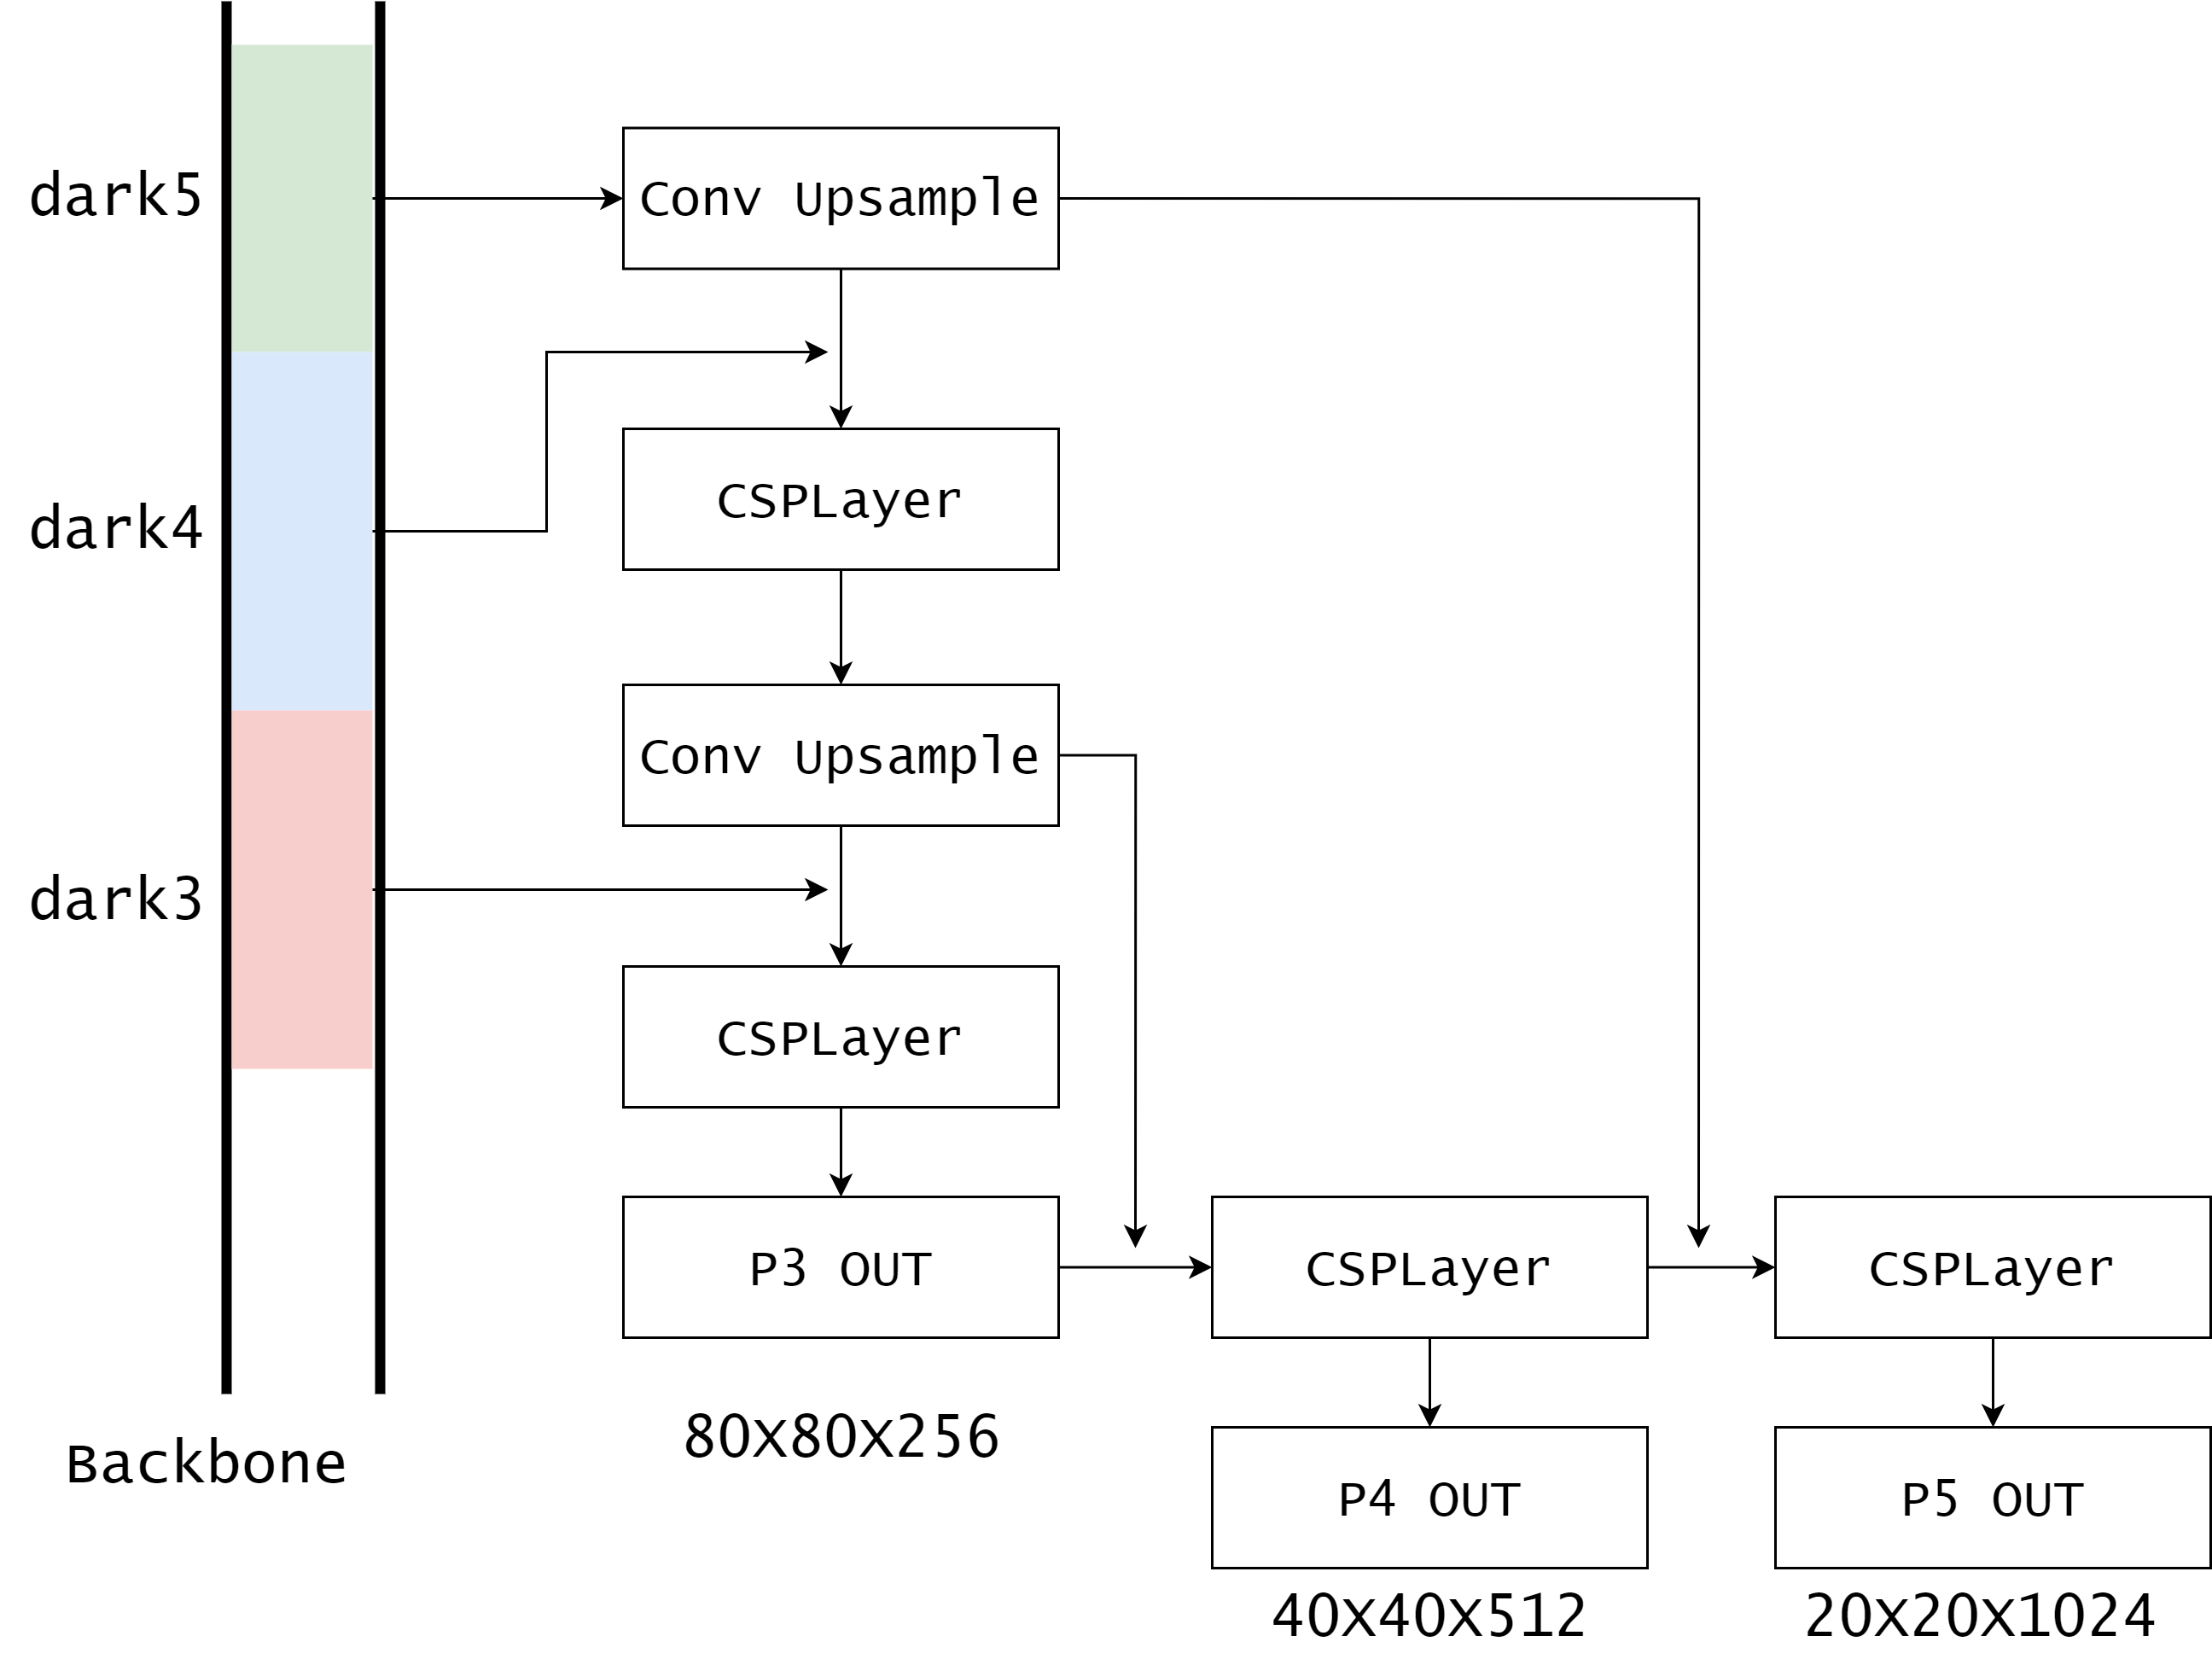 dark5
Conv Upsample
CSPLayer
dark4
Conv Upsample
dark3
CSPLayer
P3 OUT
CSPLayer
CSPLayer
80X80X256
Backbone
P4 OUT
P5 OUT
40X40X512
20X20X1024